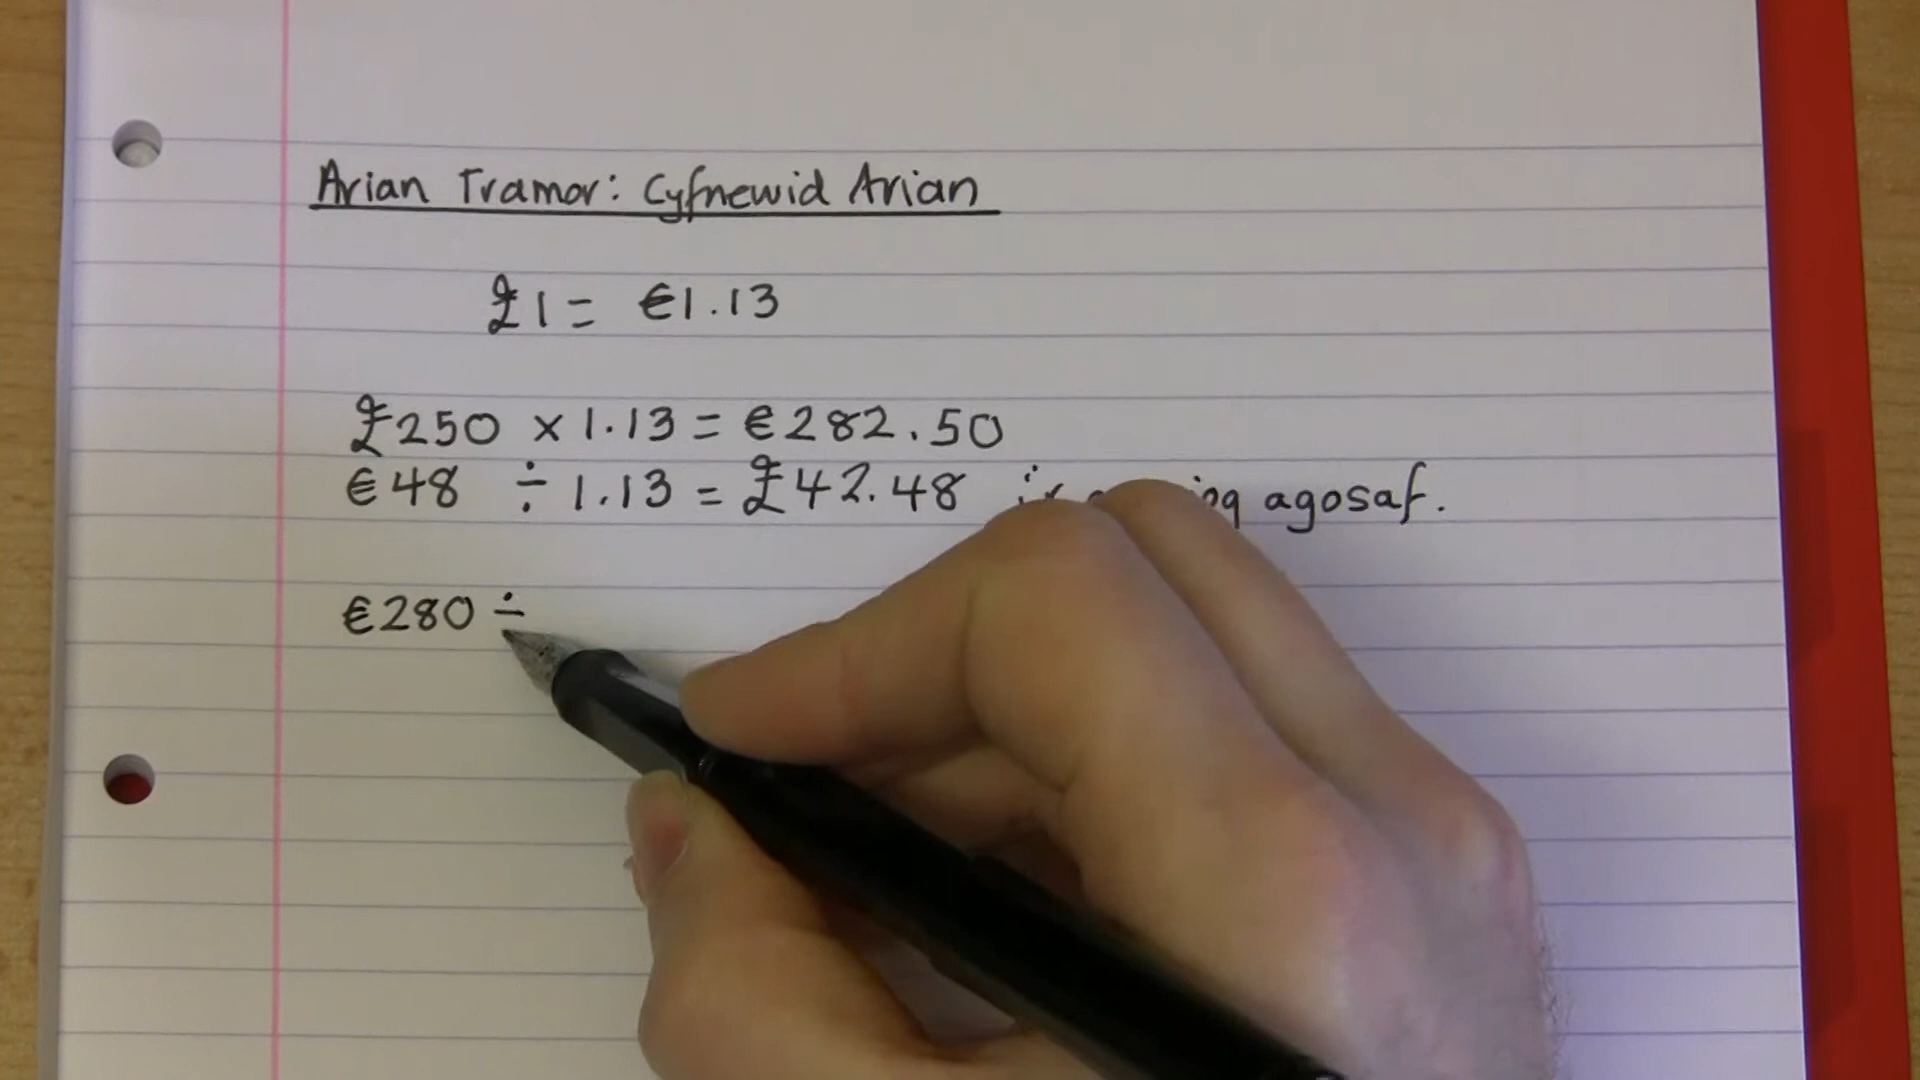 Arian Tramor: Cyfnewid Arian
£1 = €1.13
£250 × 1.13 = €282.50
€48 ÷ 1.13 = £42.48 i'r agosaf.
€280 ÷